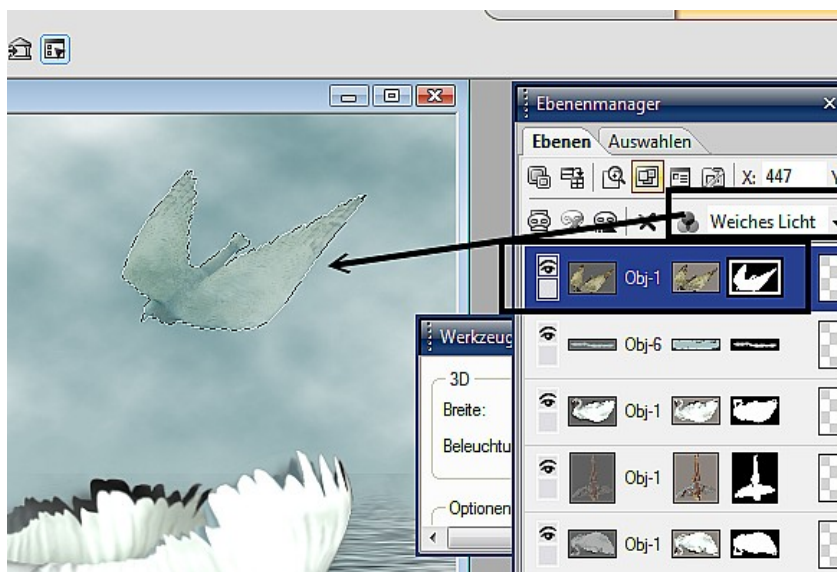 Ebenenmanager
Ebenen Auswahlen
X: 447
Weiches Licht
Obj-1
Werkzeug
Obj-6
3D
Breite:
Obj-1
Beleuchtu
Obj-1
Optionen
Obj-1